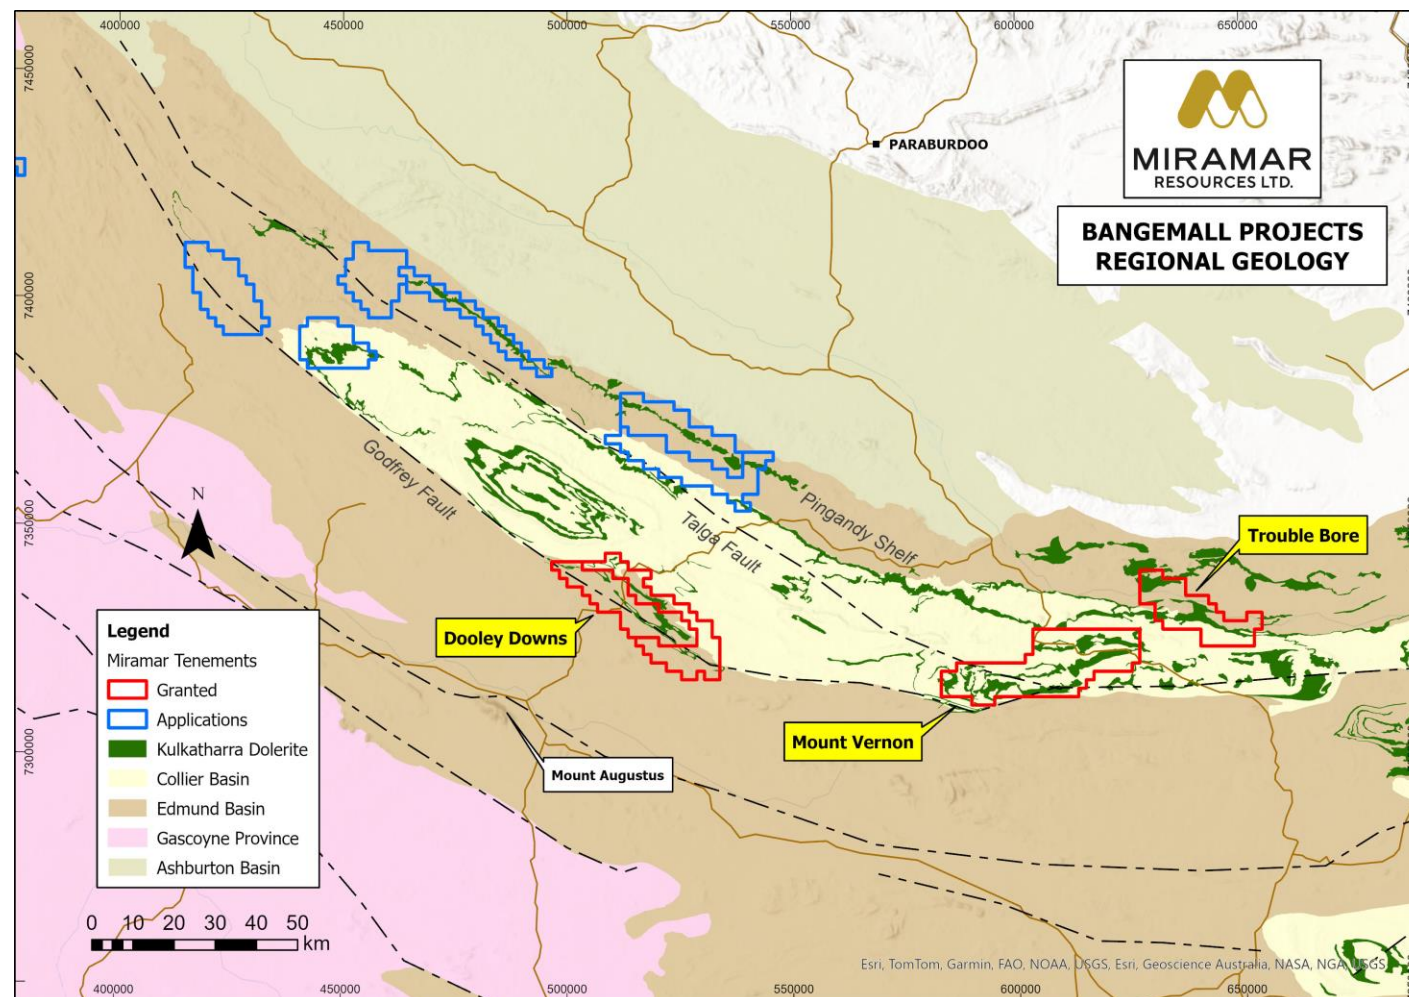 400000
450000
500000
550000
600000
650000
7450000
7400000
7350000
7300000
MIRAMAR
RESOURCES LTD.
BANGEMALL PROJECTS
REGIONAL GEOLOGY
PARABURDOO
Godfrey Fault
Talga Fault
Pingandy Shelf
N
Trouble Bore
Dooley Downs
Mount Vernon
Mount Augustus
Legend
Miramar Tenements
Granted
Applications
Kulkatharra Dolerite
Collier Basin
Edmund Basin
Gascoyne Province
Ashburton Basin
0 10 20 30 40 50
km
Esri, TomTom, Garmin, FAO, NOAA, USGS, Esri, Geoscience Australia, NASA, NGA, USGS
400000
450000
500000
550000
600000
650000